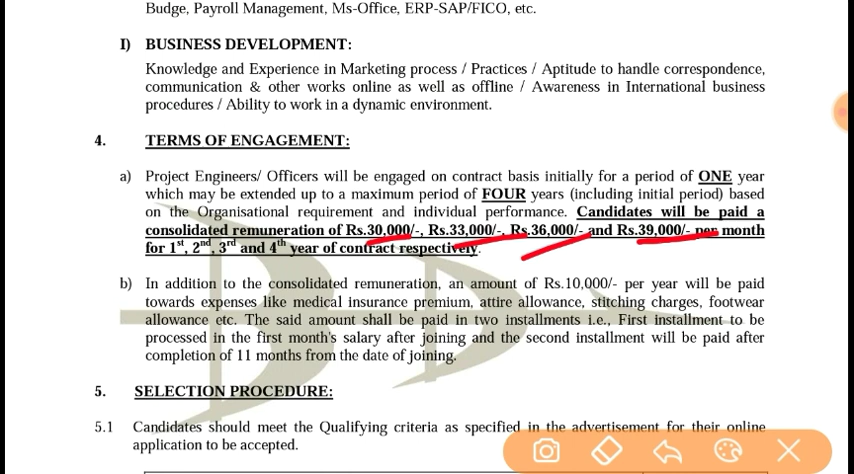 Budge, Payroll Management, Ms-Office, ERP-SAP/FICO, etc.
I) BUSINESS DEVELOPMENT:
Knowledge and Experience in Marketing process / Practices / Aptitude to handle correspondence,
communication & other works online as well as offline / Awareness in International business
procedures / Ability to work in a dynamic environment.
4. TERMS OF ENGAGEMENT:
a) Project Engineers/ Officers will be engaged on contract basis initially for a period of ONE year
which may be extended up to a maximum period of FOUR years (including initial period) based
on the Organisational requirement and individual performance. Candidates will be paid a
consolidated remuneration of Rs.30,000/-, Rs.33,000/-, Rs.36,000/- and Rs.39,000/- per month
for 1st, 2nd, 3rd and 4th year of contract respectively.
b) In addition to the consolidated remuneration, an amount of Rs.10,000/- per year will be paid
towards expenses like medical insurance premium, attire allowance, stitching charges, footwear
allowance etc. The said amount shall be paid in two installments i.e., First installment to be
processed in the first month's salary after joining and the second installment will be paid after
completion of 11 months from the date of joining.
5. SELECTION PROCEDURE:
5.1 Candidates should meet the Qualifying criteria as specified in the advertisement for their online
application to be accepted.